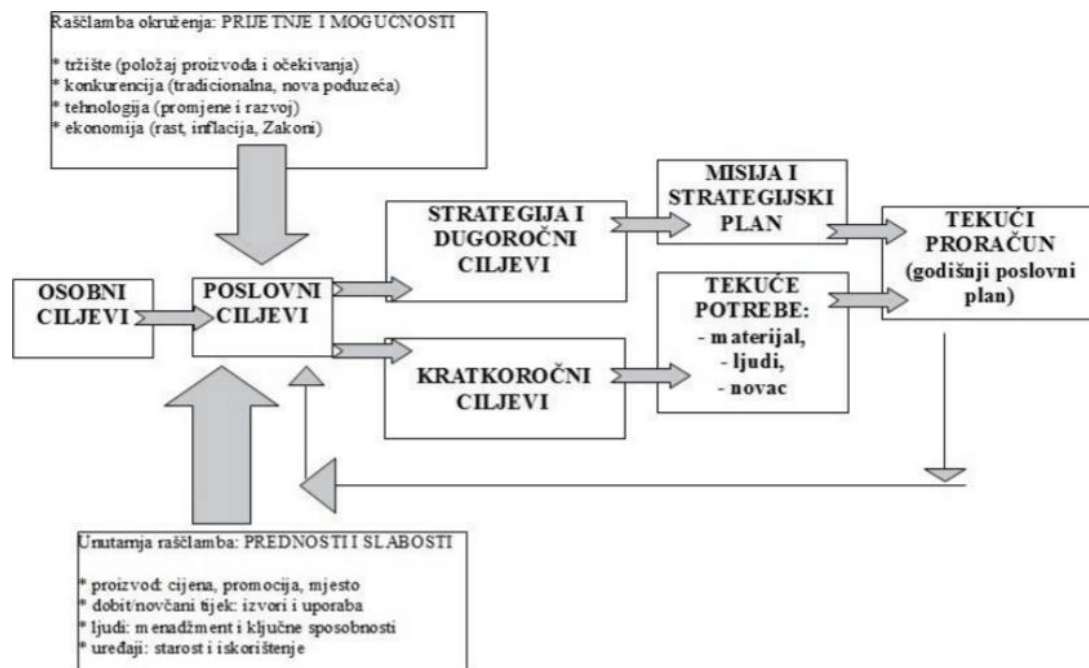 Raščlamba okruženja: PRIJETNJE I MOGUĆNOSTI
* tržište (položaj proizvoda i očekivanja)
* konkurencija (tradicionalna, nova poduzeća)
* tehnologija (promjene i razvoj)
* ekonomija (rast, inflacija, Zakoni)
OSOBNI
CILJEVI
POSLOVNI
CILJEVI
STRATEGIJA I
DUGOROČNI
CILJEVI
MISIJA I
STRATEGIJSKI
PLAN
TEKUĆI
PRORAČUN
(godišnji poslovni
plan)
KRATKOROČNI
CILJEVI
TEKUĆE
POTREBE:
- materijal,
- ljudi,
- novac
Unutarnja raščlamba: PREDNOSTI I SLABOSTI
* proizvod: cijena, promocija, mjesto
* dobit/novčani tijek: izvori i uporaba
* ljudi: menadžment i ključne sposobnosti
* uređaji: starost i iskorištenje